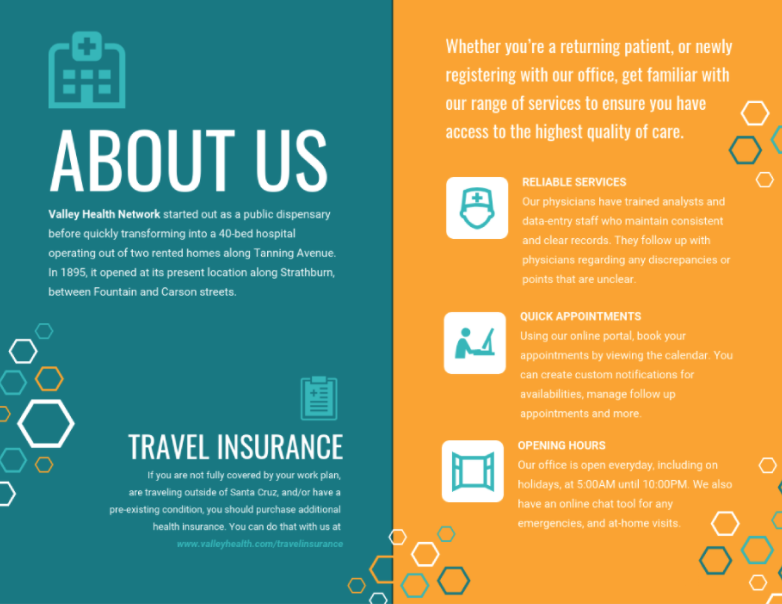 ABOUT US
Valley Health Network started out as a public dispensary
before quickly transforming into a 40-bed hospital
operating out of two rented homes along Tanning Avenue.
In 1895, it opened at its present location along Strathburn,
between Fountain and Carson streets.
TRAVEL INSURANCE
If you are not fully covered by your work plan,
are traveling outside of Santa Cruz, and/or have a
pre-existing condition, you should purchase additional
health insurance. You can do that with us at
www.valleyhealth.com/travelinsurance
Whether you're a returning patient, or newly
registering with our office, get familiar with
our range of services to ensure you have
access to the highest quality of care.
RELIABLE SERVICES
Our physicians have trained analysts and
data-entry staff who maintain consistent
and clear records. They follow up with
physicians regarding any discrepancies or
points that are unclear.
QUICK APPOINTMENTS
Using our online portal, book your
appointments by viewing the calendar. You
can create custom notifications for
availabilities, manage follow up
appointments and more.
OPENING HOURS
Our office is open everyday, including on
holidays, at 5:00AM until 10:00PM. We also
have an online chat tool for any
emergencies, and at-home visits.